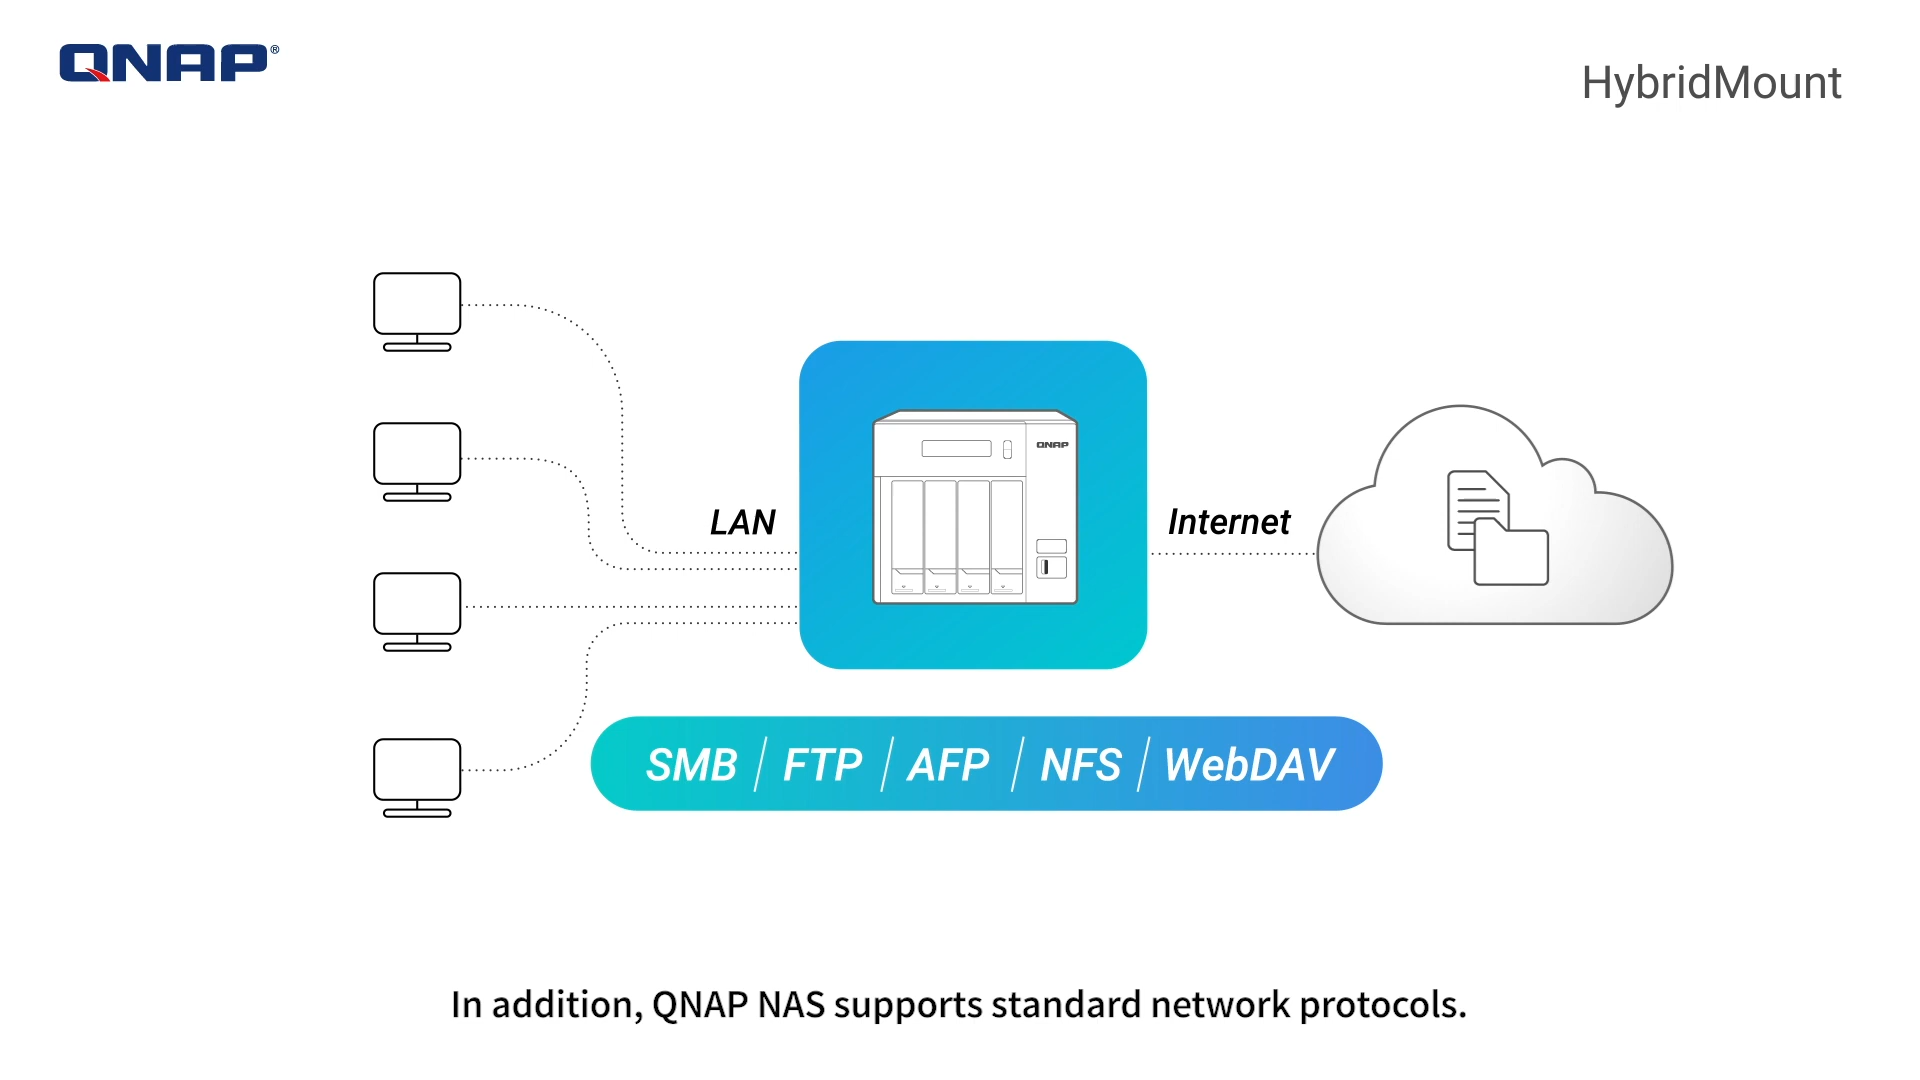 QNAP®
HybridMount
QNAP
LAN
Internet
SMB / FTP / AFP / NFS / WebDAV
In addition, QNAP NAS supports standard network protocols.